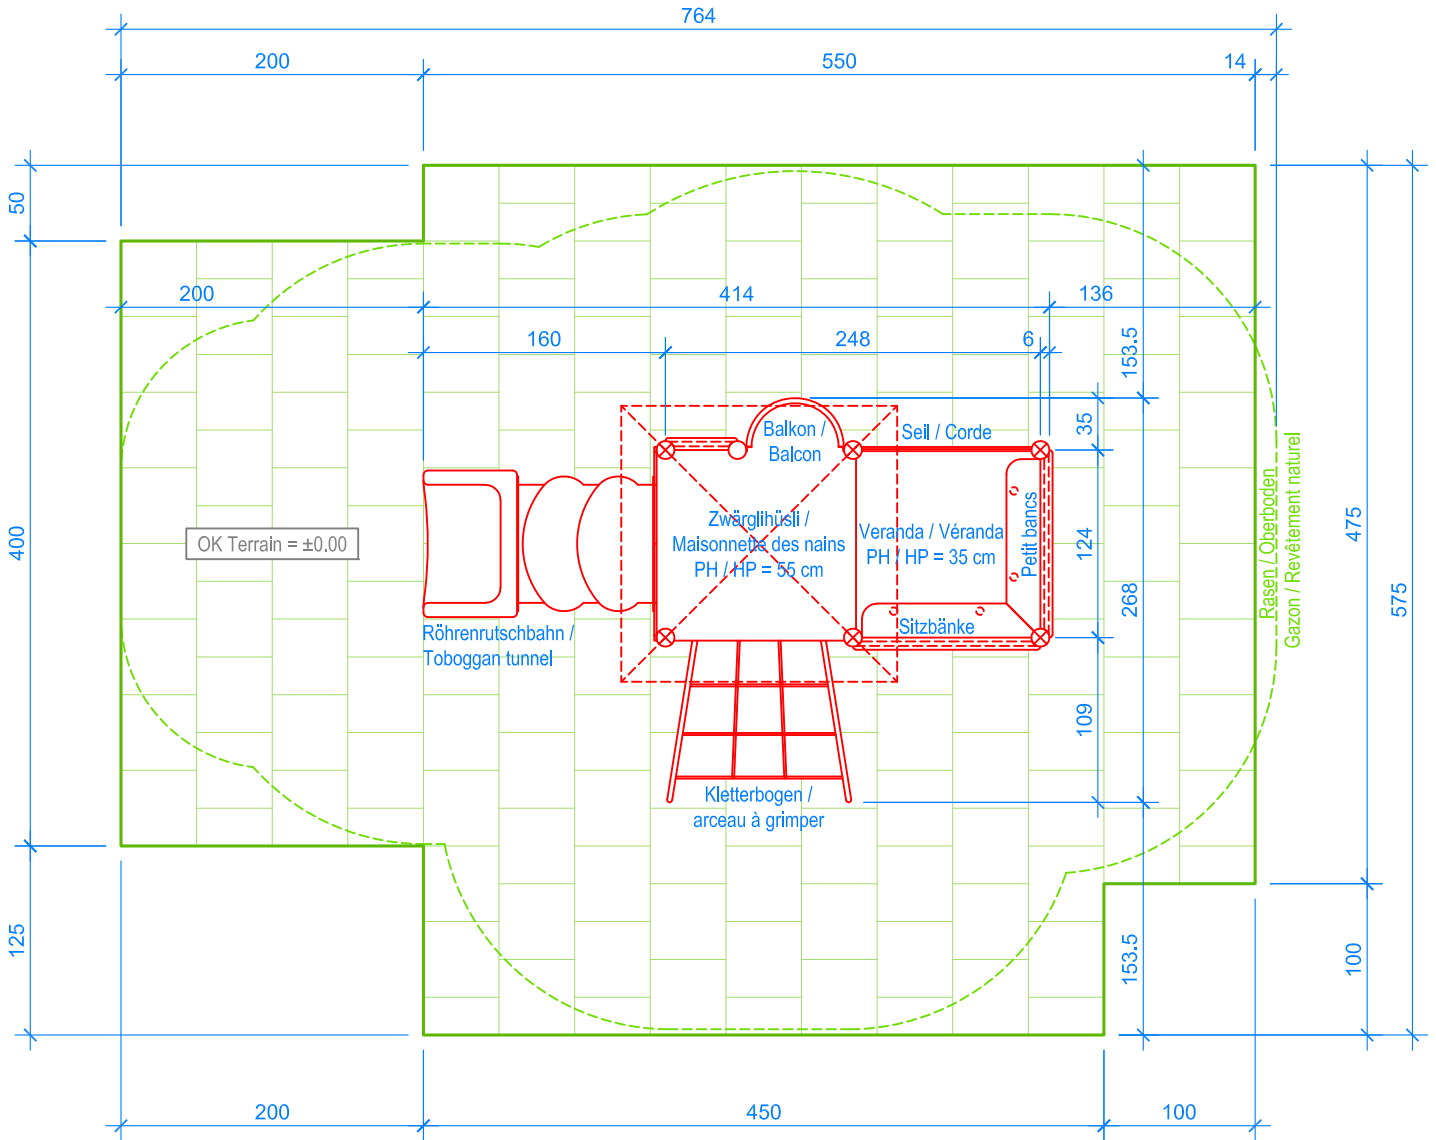 764
200
550
14
50
200
414
136
160
248
6
153.5
35
Balkon /
Balcon
Seil / Corde
Zwärglihüsli /
Maisonnette des nains
PH / HP = 55 cm
Veranda / Véranda
PH / HP = 35 cm
Petit bancs
Sitzbänke
124
268
OK Terrain = ±0,00
400
Rasen / Oberboden
Gazon / Revêtement naturel
475
575
Röhrenrutschbahn /
Toboggan tunnel
109
Kletterbogen /
arceau à grimper
125
153.5
100
200
450
100